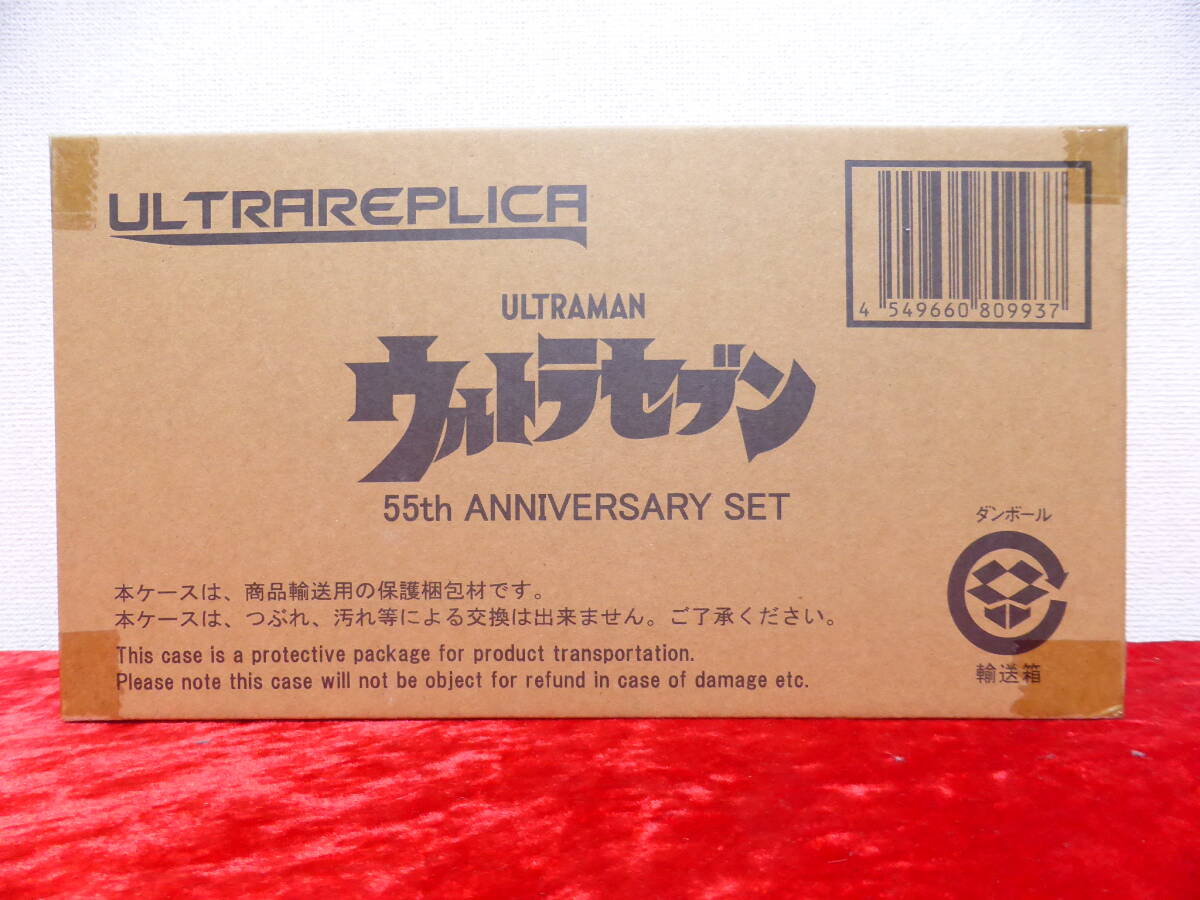 ULTRAREPLICA
4 549660 809937
ULTRAMAN
ウルトラセブン
55th ANNIVERSARY SET
ダンボール
輸送箱
本ケースは、商品輸送用の保護梱包材です。
本ケースは、つぶれ、汚れ等による交換は出来ません。ご了承ください。
This case is a protective package for product transportation.
Please note this case will not be object for refund in case of damage etc.